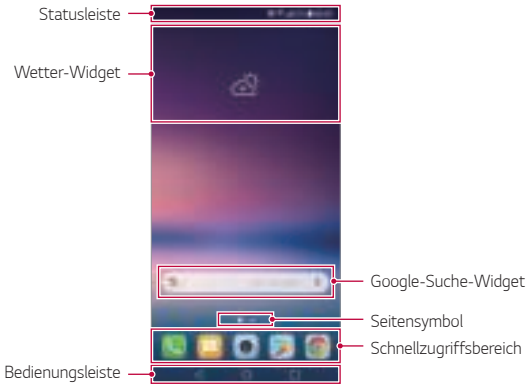 Statusleiste
Wetter-Widget
Google-Suche-Widget
Seitensymbol
Schnellzugriffsbereich
Bedienungsleiste